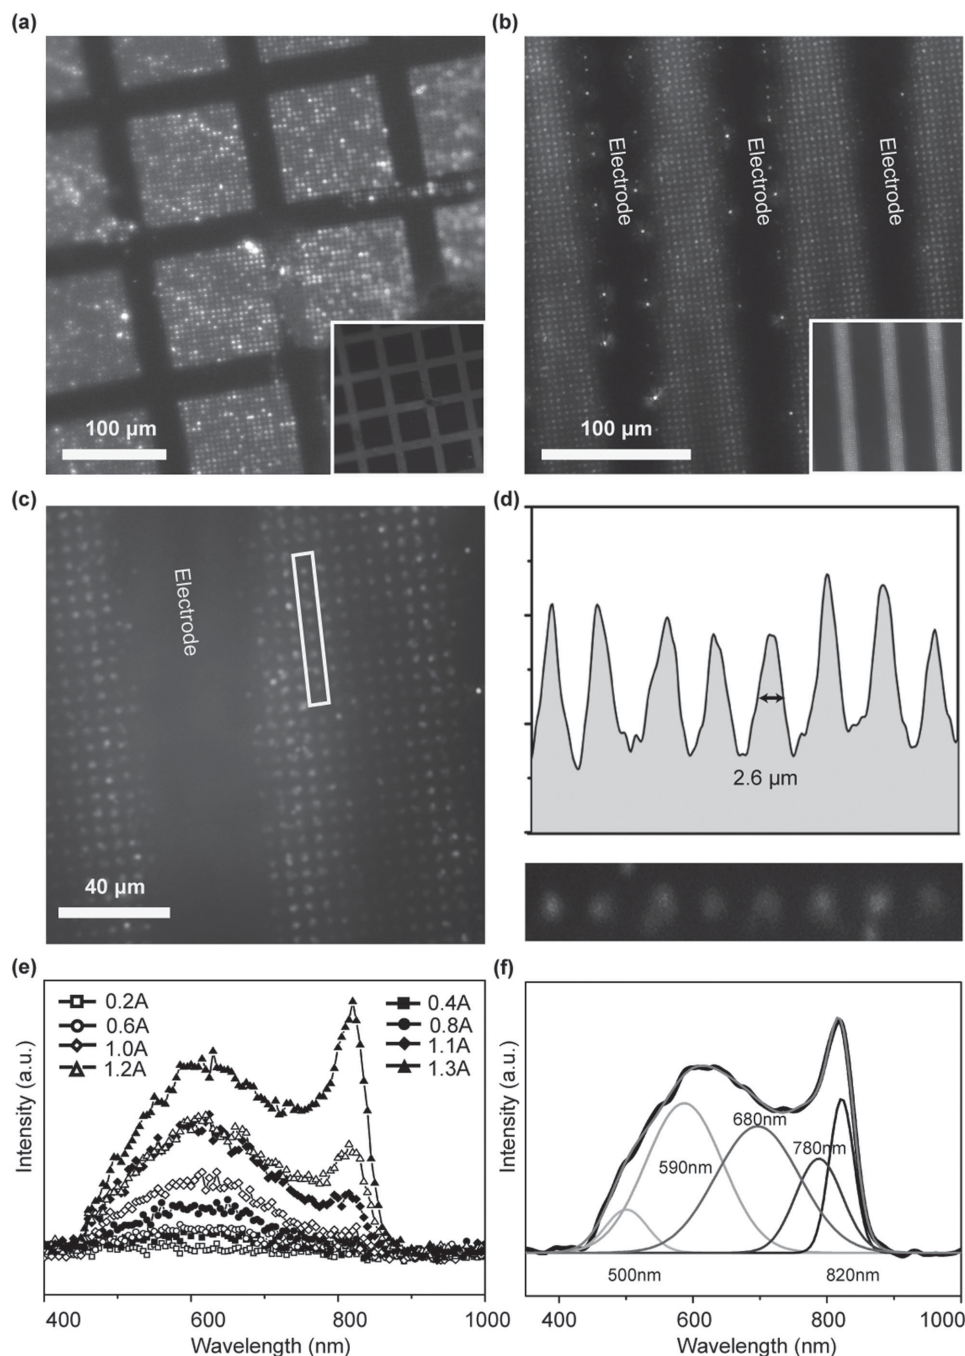 (a)
100 µm
(b)
Electrode
Electrode
Electrode
100 µm
(c)
Electrode
40 µm
(d)
2.6 µm
(e)
0.2A
0.6A
1.0A
1.2A
0.4A
0.8A
1.1A
1.3A
Intensity (a.u.)
400 600 800 1000
Wavelength (nm)
(f)
Intensity (a.u.)
680nm
590nm
780nm
500nm
820nm
400 600 800 1000
Wavelength (nm)